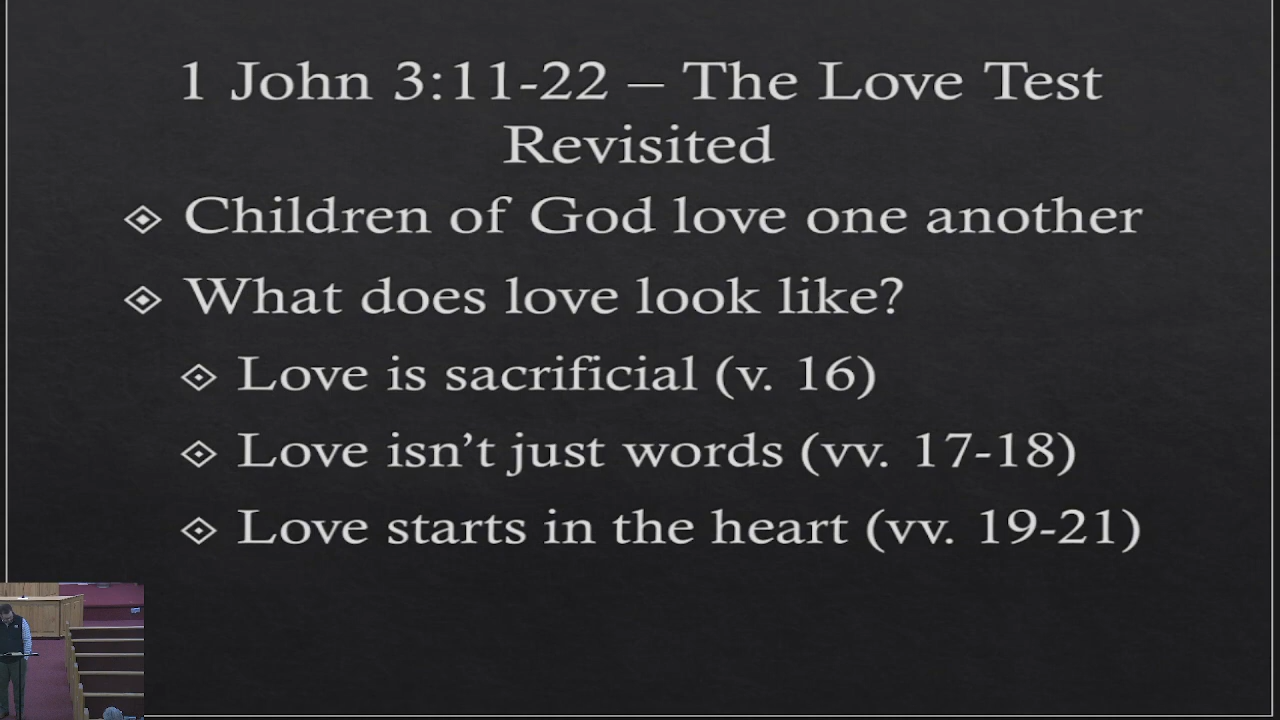 1 John 3:11-22 – The Love Test
Revisited
Children of God love one another
What does love look like?
Love is sacrificial (v. 16)
Love isn’t just words (vv. 17-18)
Love starts in the heart (vv. 19-21)